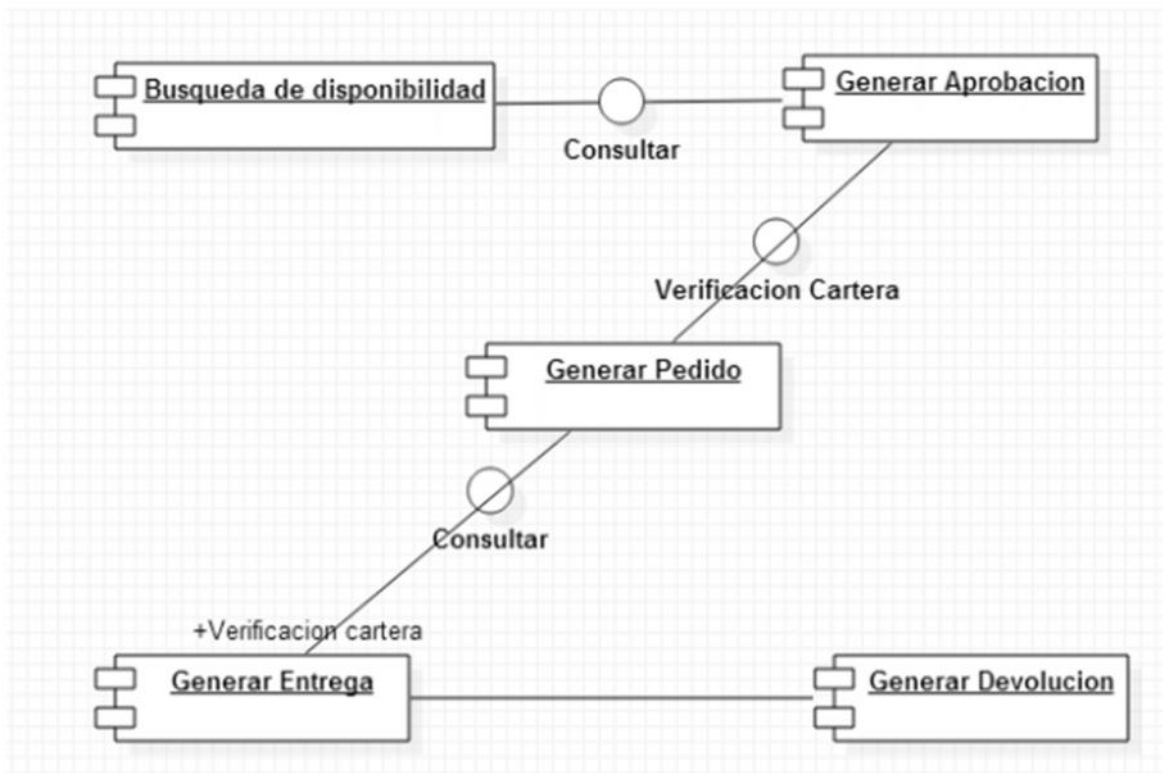 Busqueda de disponibilidad
Generar Aprobacion
Consultar
Verificacion Cartera
Generar Pedido
Consultar
+Verificacion cartera
Generar Entrega
Generar Devolucion